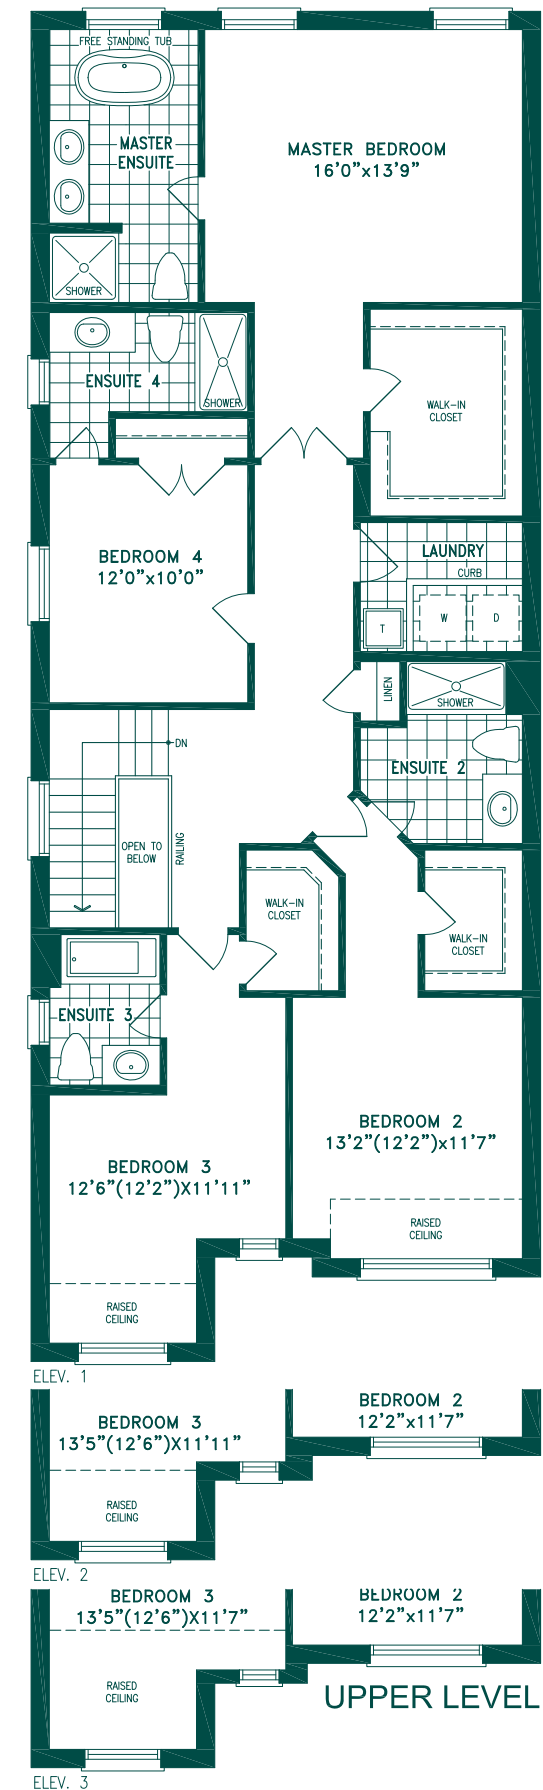 FREE STANDING TUB
MASTER
ENSUITE
MASTER BEDROOM
16'0"x13'9"
SHOWER
ENSUITE 4
SHOWER
WALK-IN
CLOSET
BEDROOM 4
12'0"x10'0"
LAUNDRY
CURB
W
D
T
LINEN
SHOWER
DN
ENSUITE 2
OPEN TO
BELOW
RAILING
WALK-IN
CLOSET
WALK-IN
CLOSET
ENSUITE 3
BEDROOM 2
13'2"(12'2")x11'7"
BEDROOM 3
12'6"(12'2")X11'11"
RAISED
CEILING
RAISED
CEILING
ELEV. 1
BEDROOM 2
12'2"x11'7"
BEDROOM 3
13'5"(12'6")X11'11"
RAISED
CEILING
ELEV. 2
BEDROOM 3
13'5"(12'6")X11'7"
BEDROOM 2
12'2"x11'7"
RAISED
CEILING
UPPER LEVEL
ELEV. 3